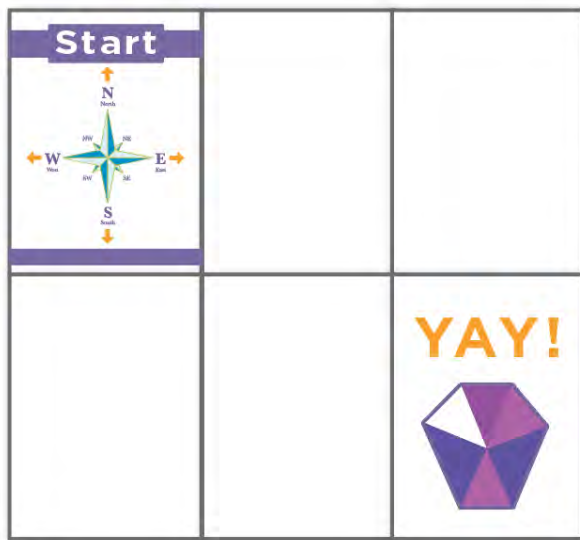 Start
N
North
NW NE
W E
West East
SW SE
S
South
YAY!